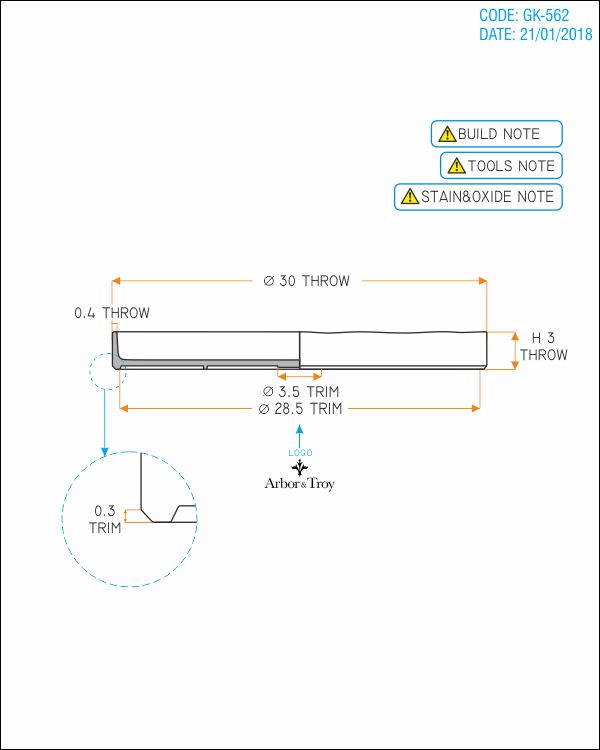 CODE: GK-562
DATE: 21/01/2018
BUILD NOTE
TOOLS NOTE
STAIN&OXIDE NOTE
Ø 30 THROW
0.4 THROW
H 3
THROW
Ø 3.5 TRIM
Ø 28.5 TRIM
LOGO
Arbor & Troy
0.3
TRIM